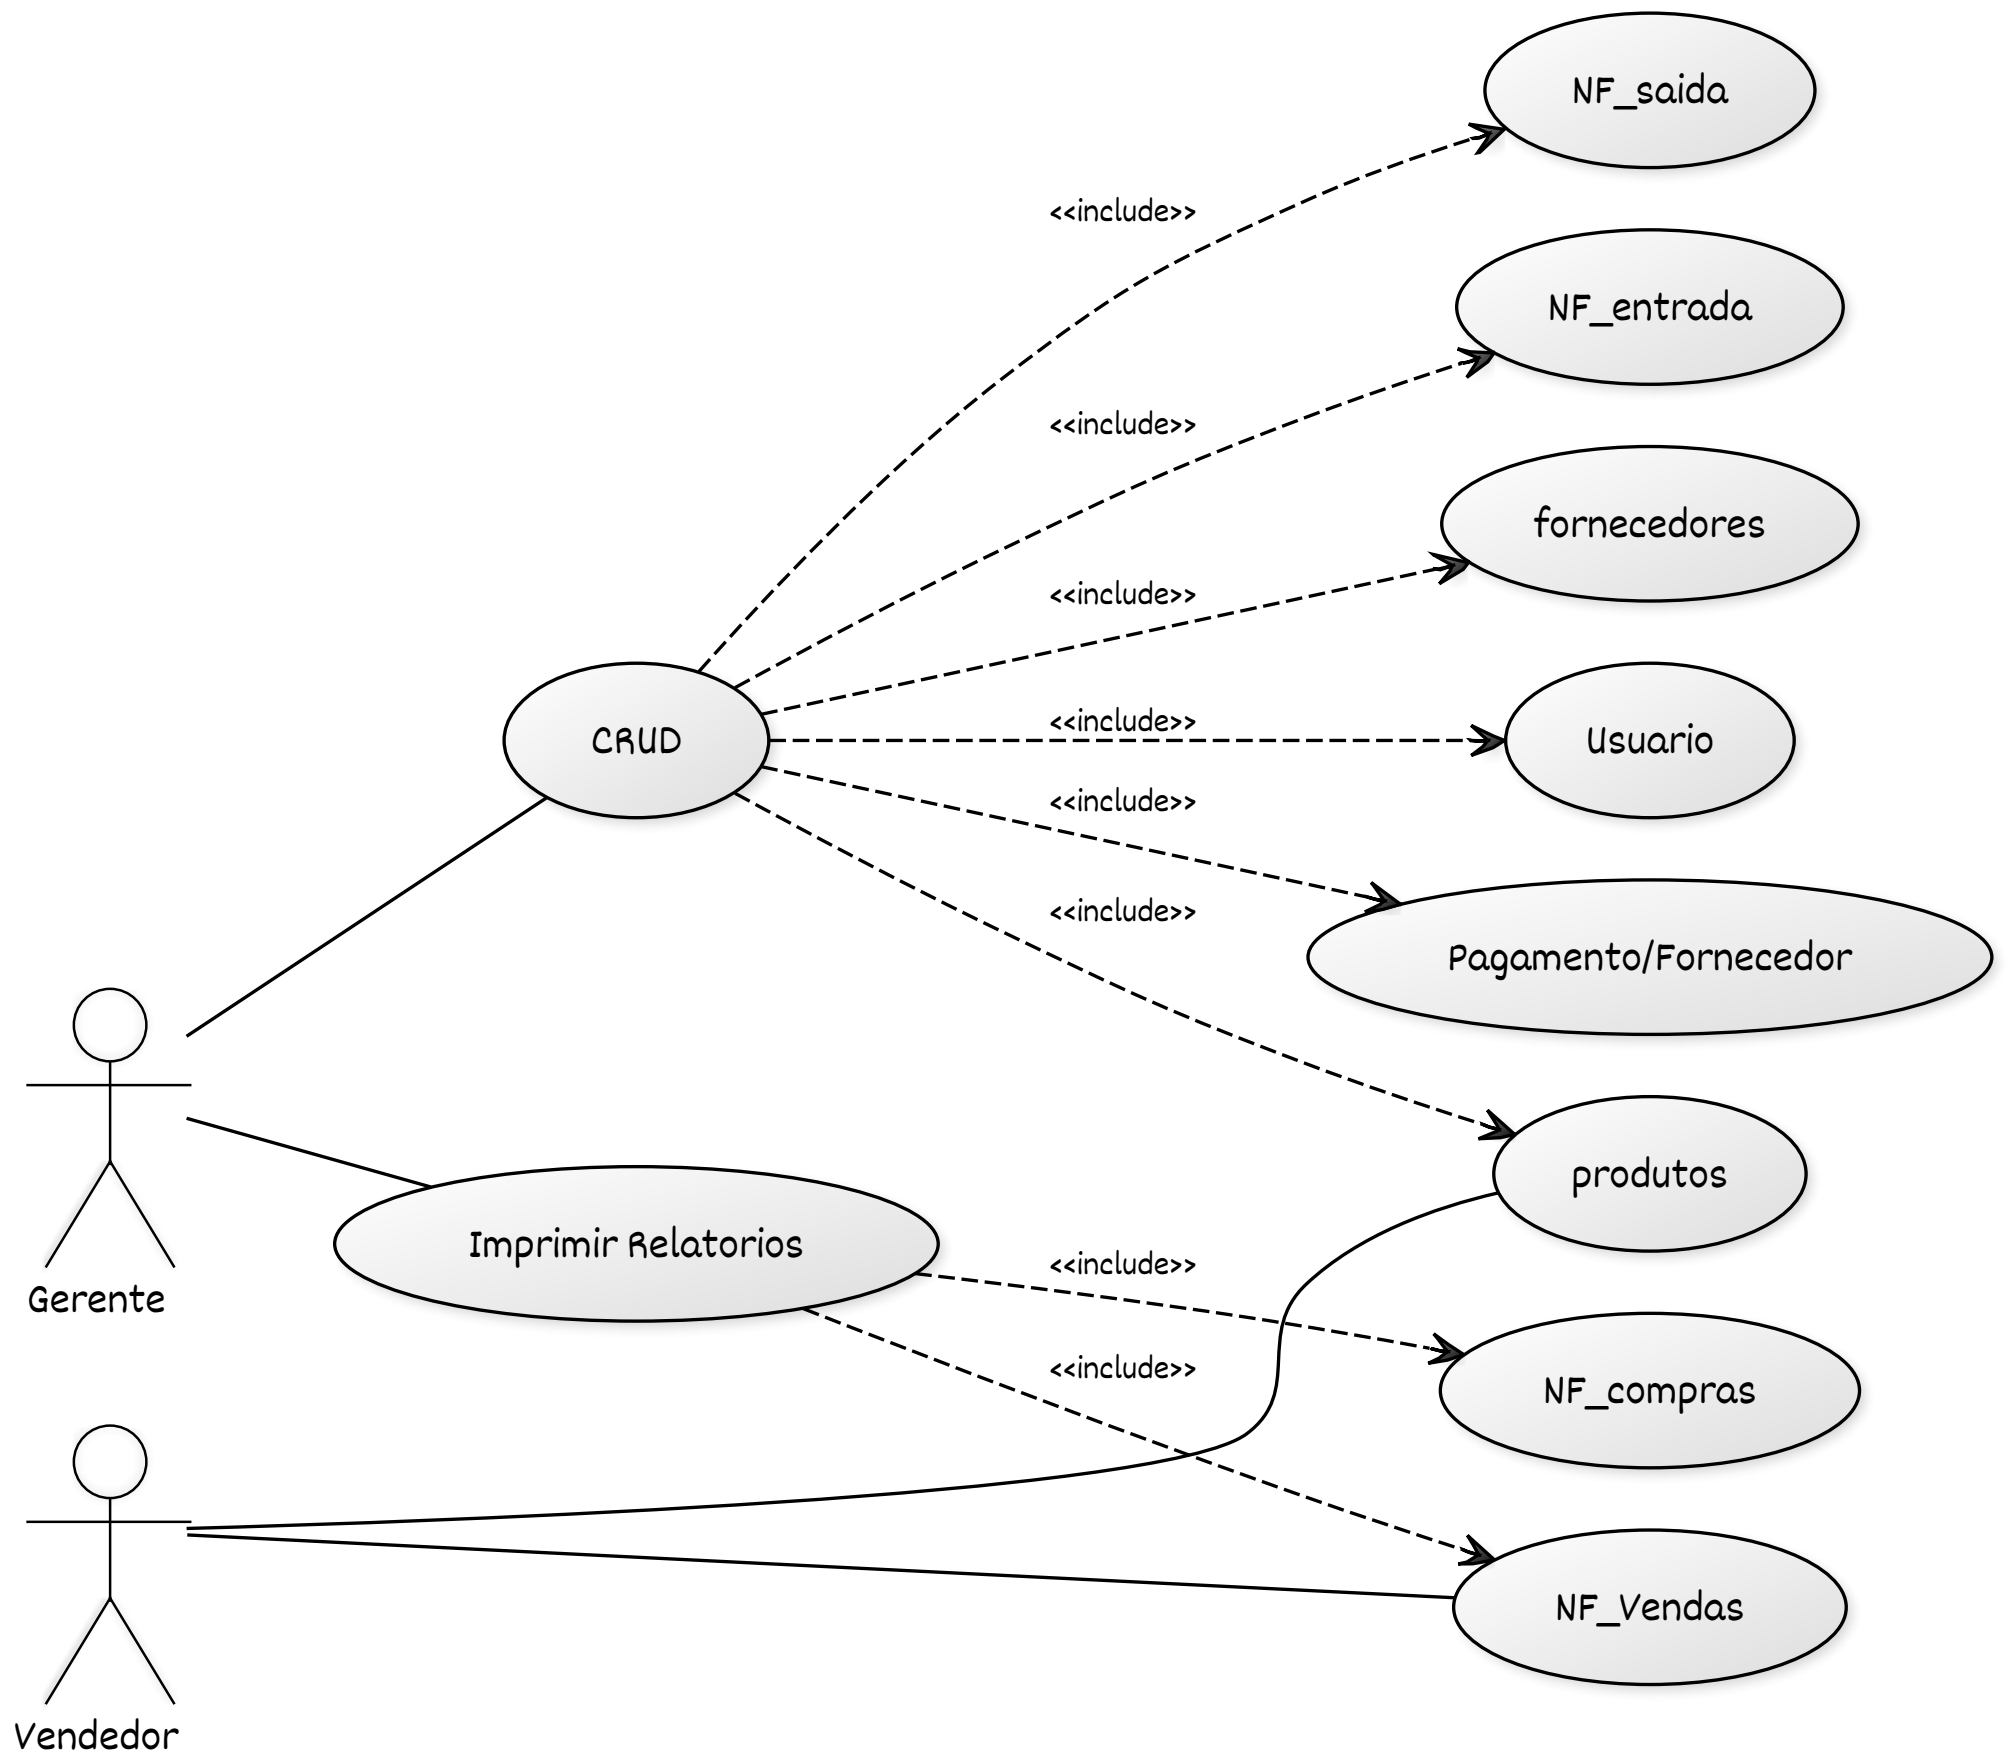 NF_saida
<<include>>
NF_entrada
<<include>>
fornecedores
<<include>>
<<include>>
CRUD
Usuario
<<include>>
<<include>>
Pagamento/Fornecedor
produtos
Imprimir Relatorios
<<include>>
Gerente
<<include>>
NF_compras
NF_Vendas
Vendedor